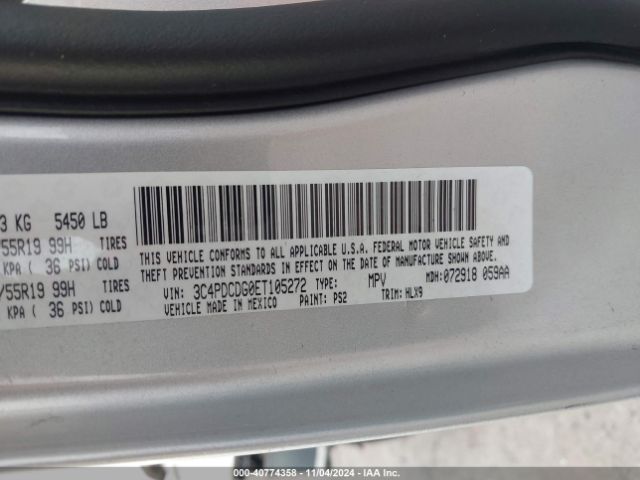 3 KG 5450 LB
55R19 99H TIRES
KPA ( 36 PSI) COLD
/55R19 99H TIRES
KPA ( 36 PSI) COLD
THIS VEHICLE CONFORMS TO ALL APPLICABLE U.S.A. FEDERAL MOTOR VEHICLE SAFETY AND
THEFT PREVENTION STANDARDS IN EFFECT ON THE DATE OF MANUFACTURE SHOWN ABOVE.
VIN: 3C4PDCDG0ET105272 TYPE: MPV MDH:072918 059AA
VEHICLE MADE IN MEXICO PAINT: PS2 TRIM: HLX9
000-40774358 - 11/04/2024 - IAA Inc.